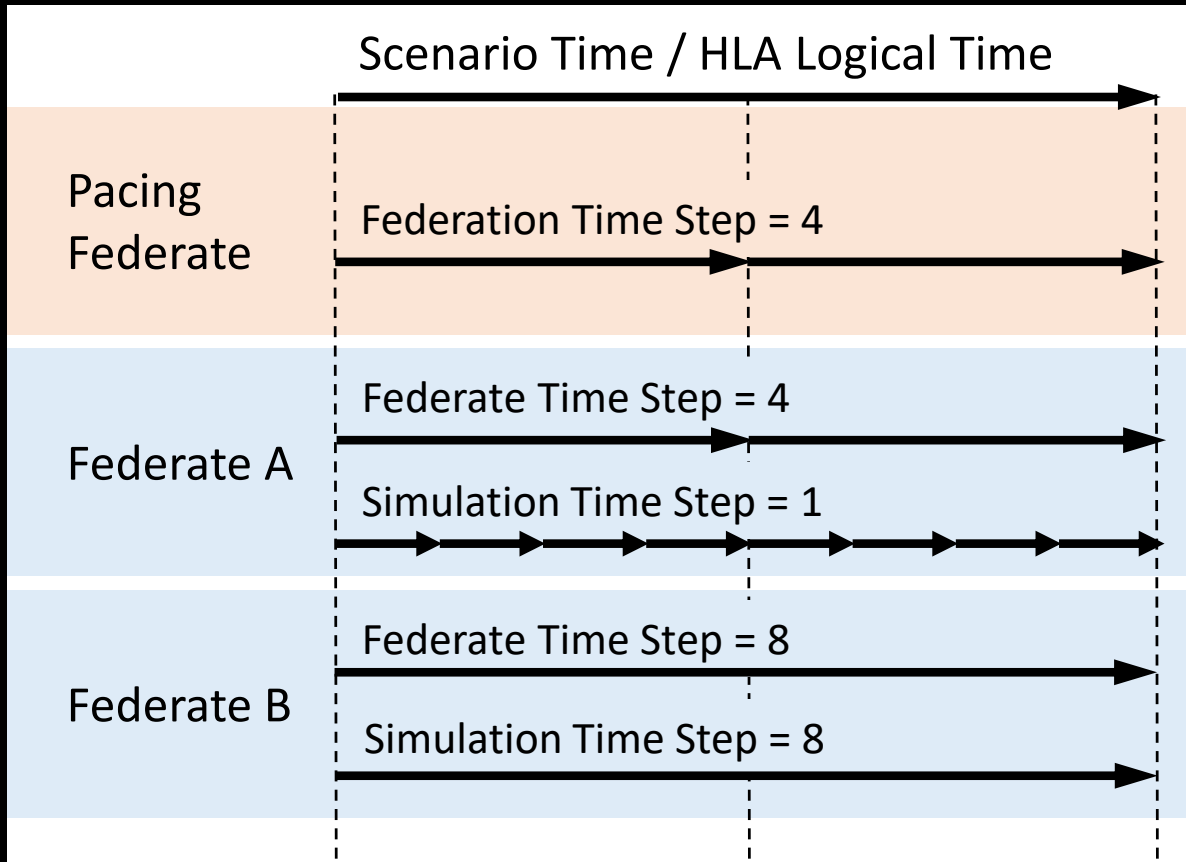 Scenario Time / HLA Logical Time
Pacing
Federate
Federation Time Step = 4
Federate A
Federate Time Step = 4
Simulation Time Step = 1
Federate B
Federate Time Step = 8
Simulation Time Step = 8